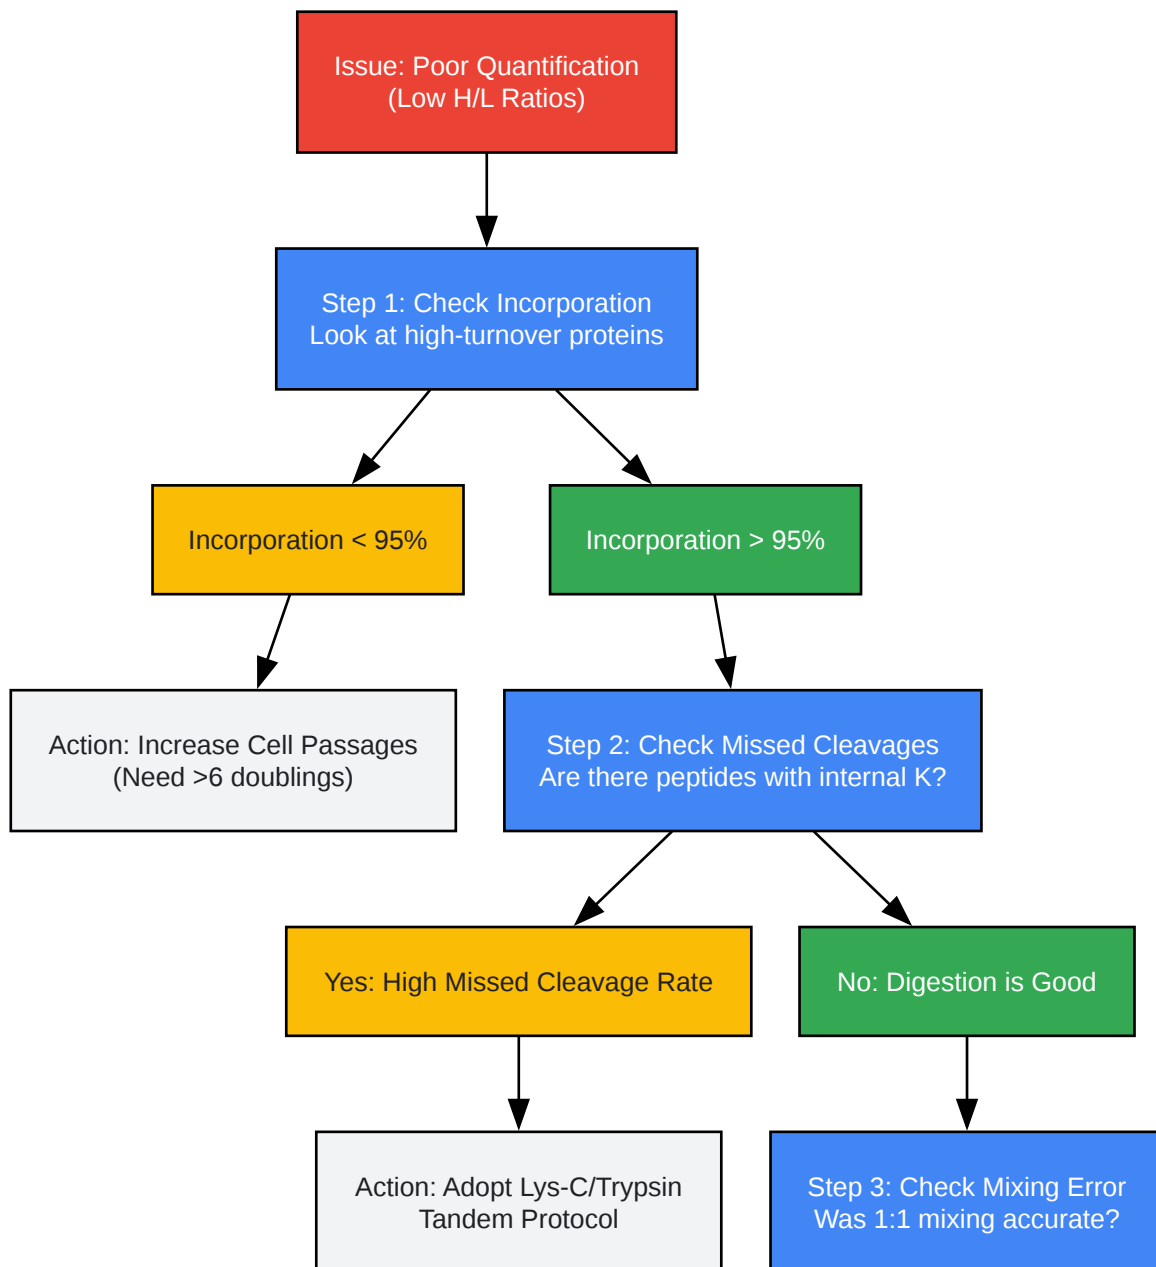 Issue: Poor Quantification
(Low H/L Ratios)
Step 1: Check Incorporation
Look at high-turnover proteins
Incorporation < 95%
Incorporation > 95%
Action: Increase Cell Passages
(Need >6 doublings)
Step 2: Check Missed Cleavages
Are there peptides with internal K?
Yes: High Missed Cleavage Rate
No: Digestion is Good
Action: Adopt Lys-C/Trypsin
Tandem Protocol
Step 3: Check Mixing Error
Was 1:1 mixing accurate?